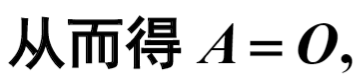 从而得 A = O,